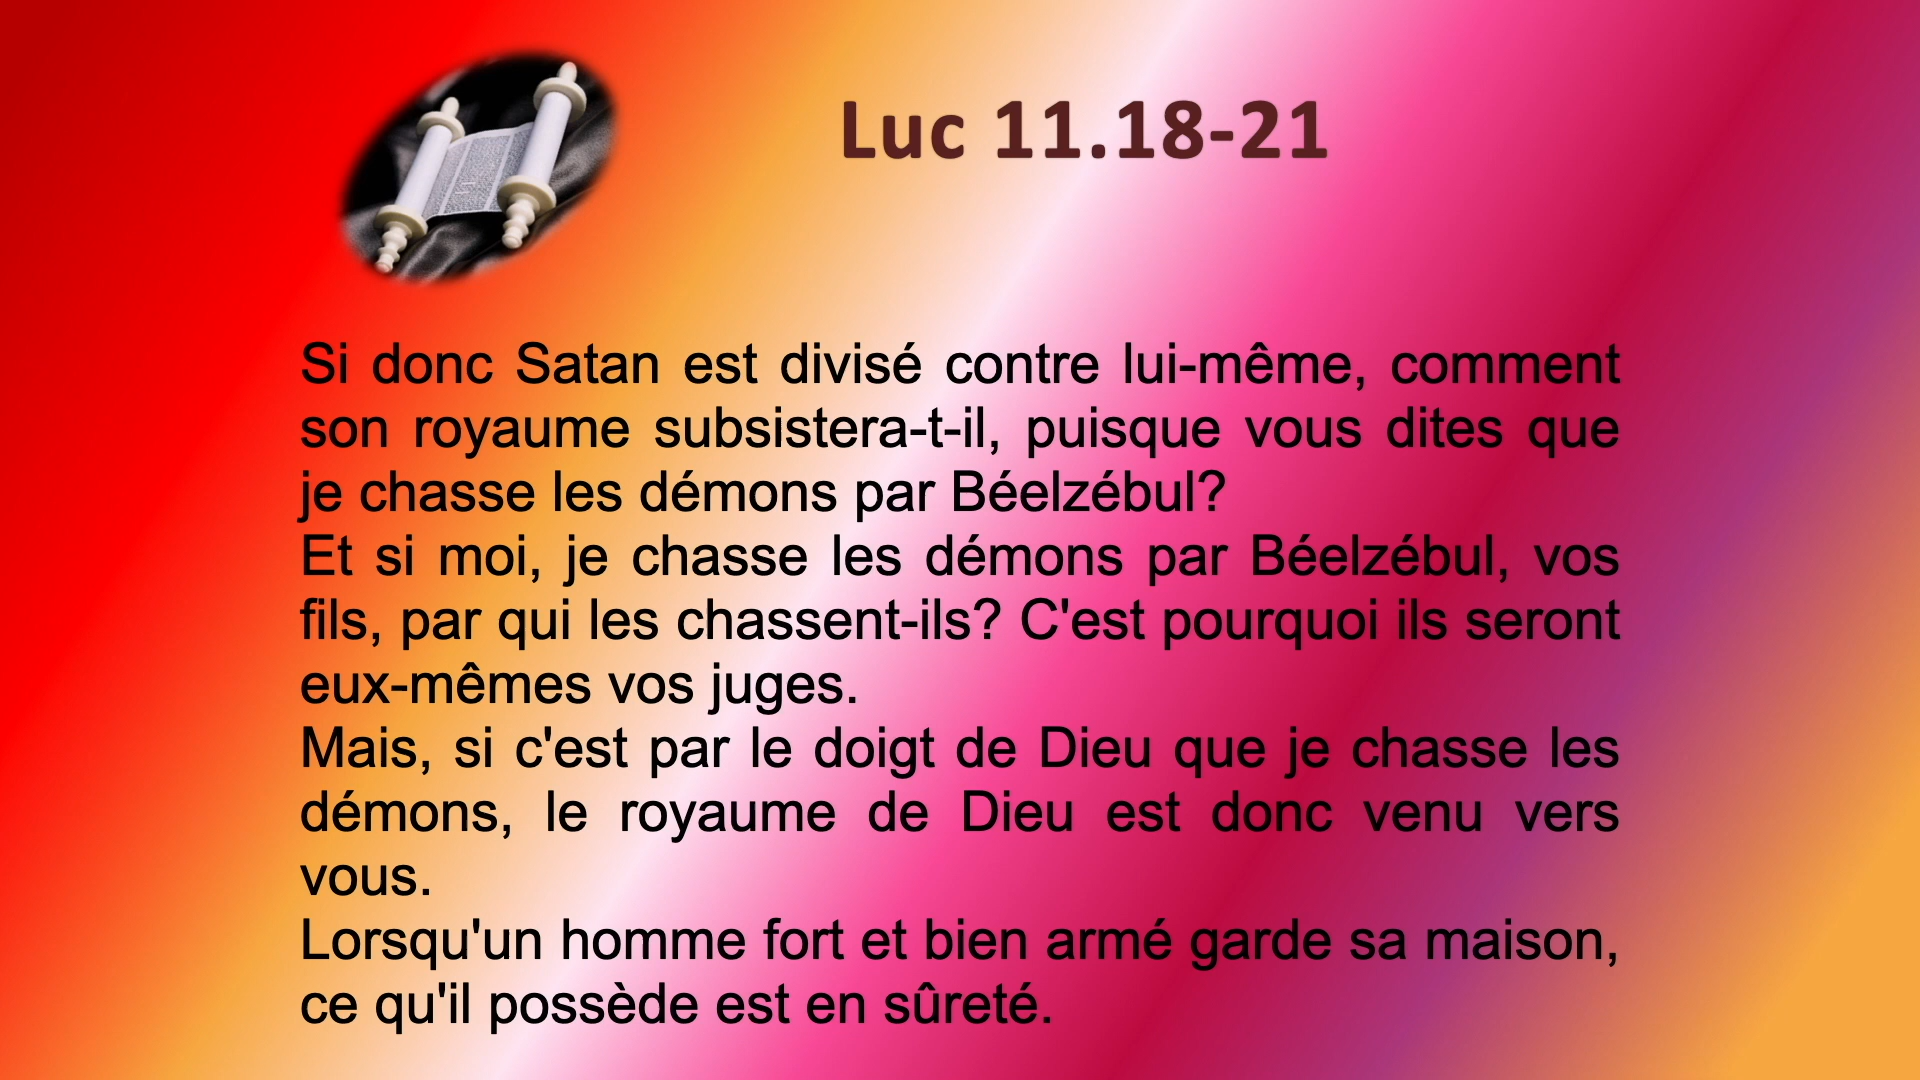 Luc 11.18-21
Si donc Satan est divisé contre lui-même, comment
son royaume subsistera-t-il, puisque vous dites que
je chasse les démons par Béelzébul?
Et si moi, je chasse les démons par Béelzébul, vos
fils, par qui les chassent-ils? C'est pourquoi ils seront
eux-mêmes vos juges.
Mais, si c'est par le doigt de Dieu que je chasse les
démons, le royaume de Dieu est donc venu vers
vous.
Lorsqu'un homme fort et bien armé garde sa maison,
ce qu'il possède est en sûreté.